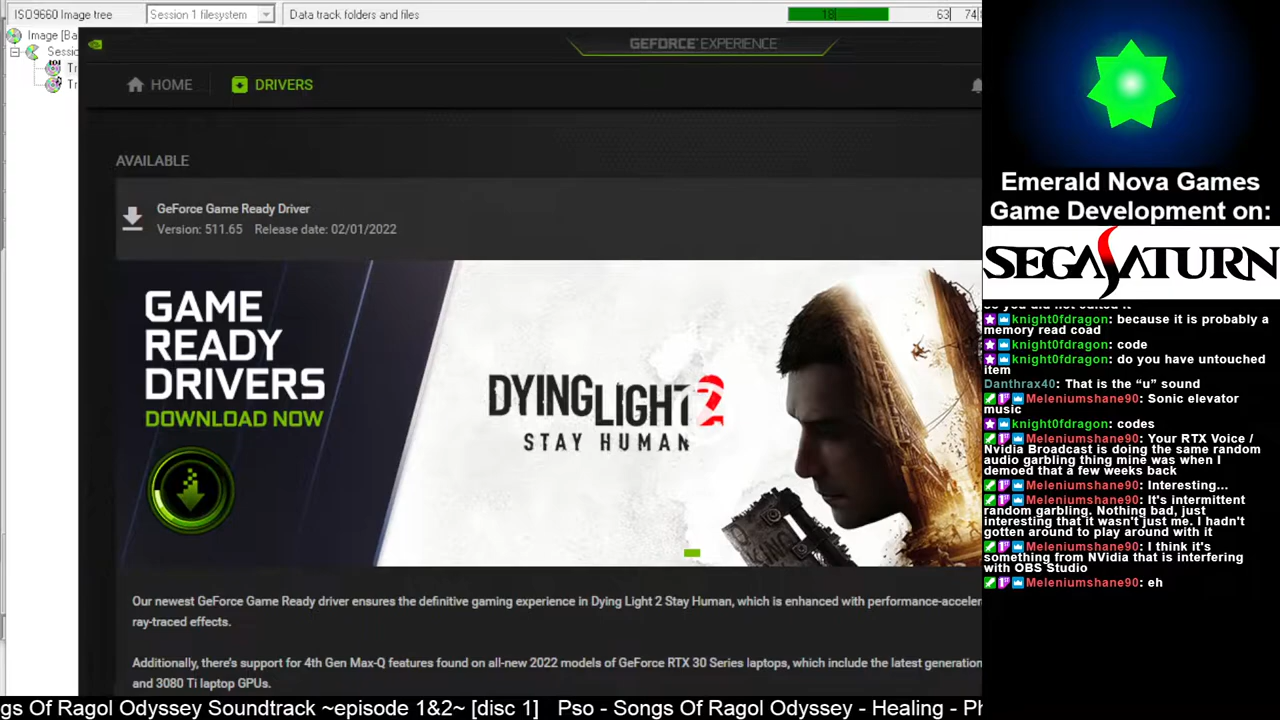 ISO9660 Image tree
Session 1 filesystem
Data track folders and files
18
63
74
Image [Ba
Sessio
Tr
Tr
GEFORCE EXPERIENCE
HOME
DRIVERS
AVAILABLE
GeForce Game Ready Driver
Version: 511.65 Release date: 02/01/2022
GAME
READY
DRIVERS
DOWNLOAD NOW
DYING LIGHT 2
STAY HUMAN
Our newest GeForce Game Ready driver ensures the definitive gaming experience in Dying Light 2 Stay Human, which is enhanced with performance-acceler
ray-traced effects.
Additionally, there's support for 4th Gen Max-Q features found on all-new 2022 models of GeForce RTX 30 Series laptops, which include the latest generation
and 3080 Ti laptop GPUs.
Emerald Nova Games
Game Development on:
SEGA SATURN
so you did not edited it
knight0fdragon: because it is probably a
memory read coad
knight0fdragon: code
knight0fdragon: do you have untouched
item
Danthrax40: That is the “u” sound
Meleniumshane90: Sonic elevator
music
knight0fdragon: codes
Meleniumshane90: Your RTX Voice /
Nvidia Broadcast is doing the same random
audio garbling thing mine was when I
demoed that a few weeks back
Meleniumshane90: Interesting...
Meleniumshane90: It's intermittent
random garbling. Nothing bad, just
interesting that it wasn't just me. I hadn't
gotten around to play around with it
Meleniumshane90: I think it's
something from NVidia that is interfering
with OBS Studio
Meleniumshane90: eh
gs Of Ragol Odyssey Soundtrack ~episode 1&2~ [disc 1] Pso - Songs Of Ragol Odyssey - Healing - Ph